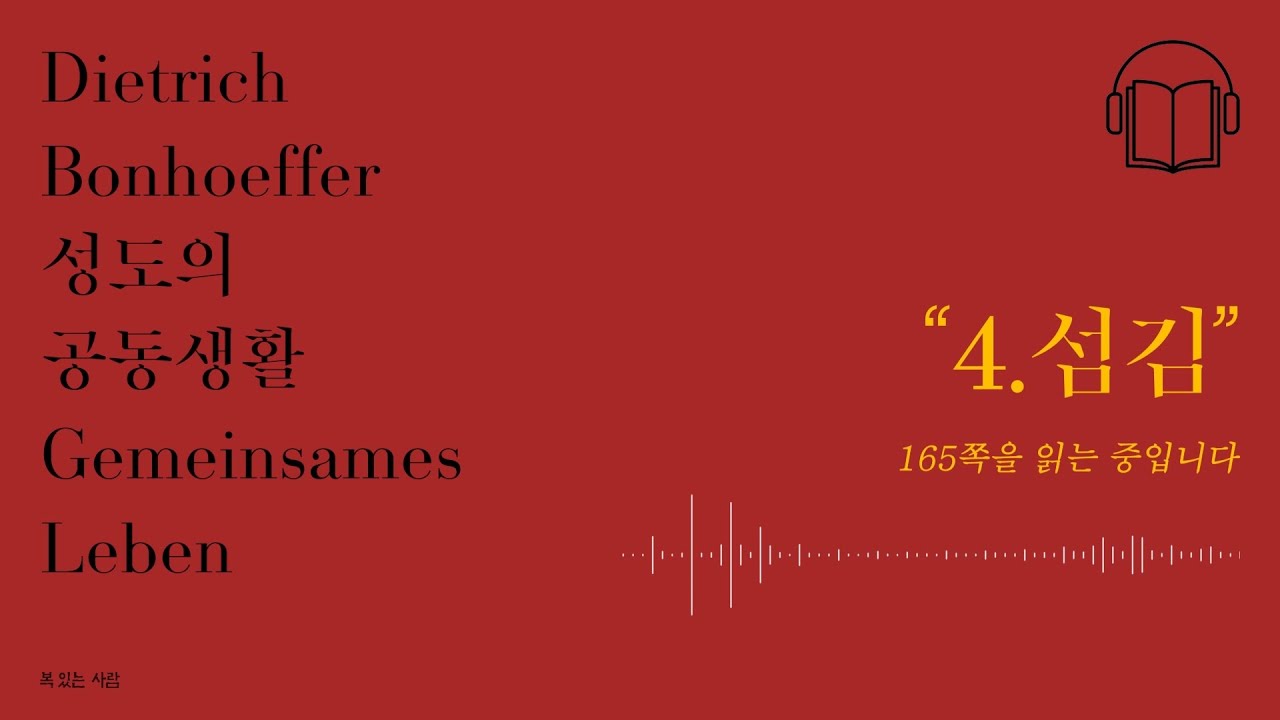 Dietrich
Bonhoeffer
성도의
공동생활
Gemeinsames
Leben
“4.섬김”
165쪽을 읽는 중입니다
복 있는 사람